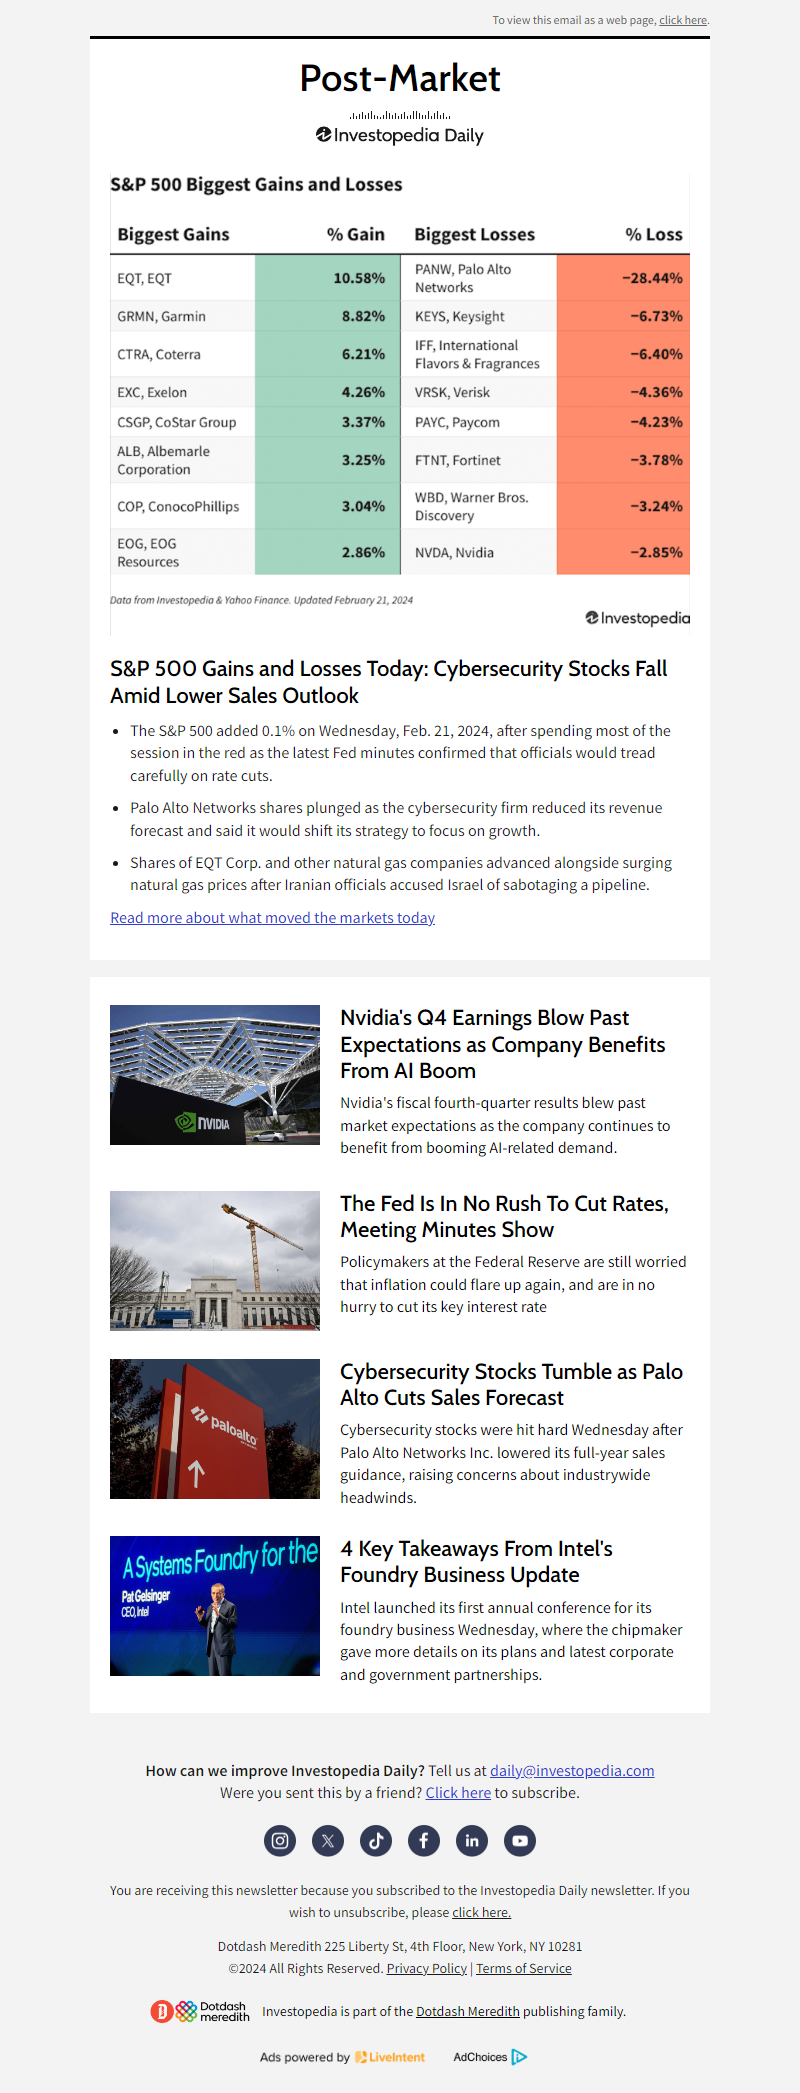 To view this email as a web page, click here.
Post-Market
Investopedia Daily
S&P 500 Biggest Gains and Losses
Biggest Gains % Gain Biggest Losses % Loss
EQT, EQT 10.58% PANW, Palo Alto Networks −28.44%
GRMN, Garmin 8.82% KEYS, Keysight −6.73%
CTRA, Coterra 6.21% IFF, International Flavors & Fragrances −6.40%
EXC, Exelon 4.26% VRSK, Verisk −4.36%
CSGP, CoStar Group 3.37% PAYC, Paycom −4.23%
ALB, Albemarle Corporation 3.25% FTNT, Fortinet −3.78%
COP, ConocoPhillips 3.04% WBD, Warner Bros. Discovery −3.24%
EOG, EOG Resources 2.86% NVDA, Nvidia −2.85%
Data from Investopedia & Yahoo Finance. Updated February 21, 2024
Investopedia
S&P 500 Gains and Losses Today: Cybersecurity Stocks Fall
Amid Lower Sales Outlook
• The S&P 500 added 0.1% on Wednesday, Feb. 21, 2024, after spending most of the
session in the red as the latest Fed minutes confirmed that officials would tread
carefully on rate cuts.
• Palo Alto Networks shares plunged as the cybersecurity firm reduced its revenue
forecast and said it would shift its strategy to focus on growth.
• Shares of EQT Corp. and other natural gas companies advanced alongside surging
natural gas prices after Iranian officials accused Israel of sabotaging a pipeline.
Read more about what moved the markets today
NVIDIA
Nvidia's Q4 Earnings Blow Past
Expectations as Company Benefits
From AI Boom
Nvidia's fiscal fourth-quarter results blew past
market expectations as the company continues to
benefit from booming AI-related demand.
The Fed Is In No Rush To Cut Rates,
Meeting Minutes Show
Policymakers at the Federal Reserve are still worried
that inflation could flare up again, and are in no
hurry to cut its key interest rate
paloalto
Cybersecurity Stocks Tumble as Palo
Alto Cuts Sales Forecast
Cybersecurity stocks were hit hard Wednesday after
Palo Alto Networks Inc. lowered its full-year sales
guidance, raising concerns about industrywide
headwinds.
A Systems Foundry for the
Pat Gelsinger
CEO, Intel
4 Key Takeaways From Intel's
Foundry Business Update
Intel launched its first annual conference for its
foundry business Wednesday, where the chipmaker
gave more details on its plans and latest corporate
and government partnerships.
How can we improve Investopedia Daily? Tell us at daily@investopedia.com
Were you sent this by a friend? Click here to subscribe.
You are receiving this newsletter because you subscribed to the Investopedia Daily newsletter. If you
wish to unsubscribe, please click here.
Dotdash Meredith 225 Liberty St, 4th Floor, New York, NY 10281
©2024 All Rights Reserved. Privacy Policy | Terms of Service
Dotdash
meredith
Investopedia is part of the Dotdash Meredith publishing family.
Ads powered by LiveIntent AdChoices